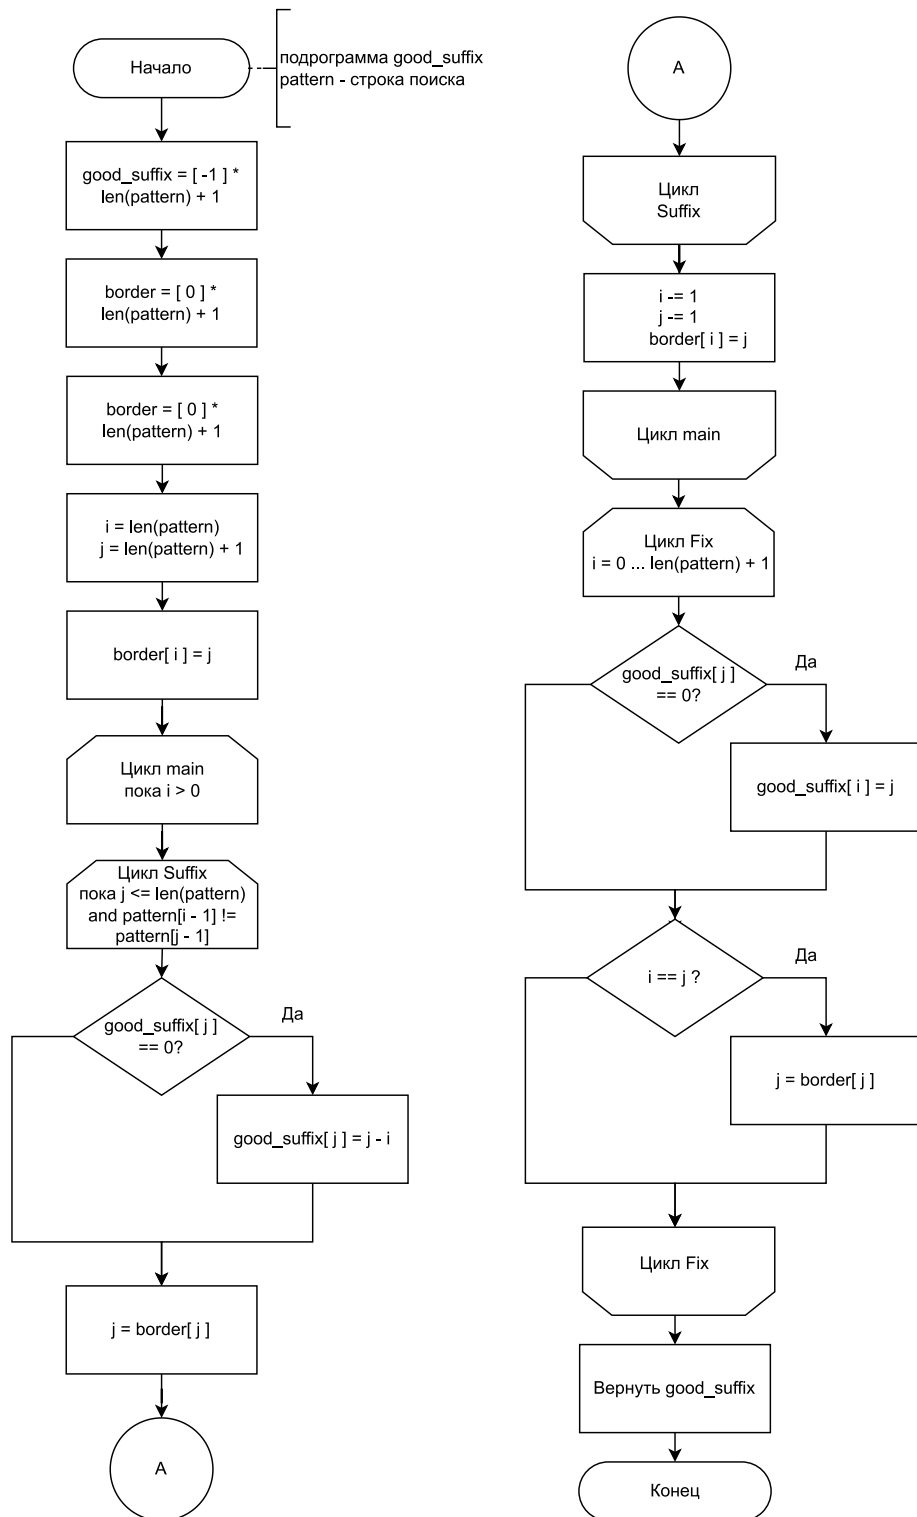 Начало
подрограмма good_suffix
pattern - строка поиска
good_suffix = [ -1 ] *
len(pattern) + 1
border = [ 0 ] *
len(pattern) + 1
border = [ 0 ] *
len(pattern) + 1
i = len(pattern)
j = len(pattern) + 1
border[ i ] = j
Цикл main
пока i > 0
Цикл Suffix
пока j <= len(pattern)
and pattern[i - 1] !=
pattern[j - 1]
good_suffix[ j ]
== 0?
Да
good_suffix[ j ] = j - i
j = border[ j ]
A
A
Цикл
Suffix
i -= 1
j -= 1
border[ i ] = j
Цикл main
Цикл Fix
i = 0 ... len(pattern) + 1
good_suffix[ j ]
== 0?
Да
good_suffix[ i ] = j
i == j ?
Да
j = border[ j ]
Цикл Fix
Вернуть good_suffix
Конец